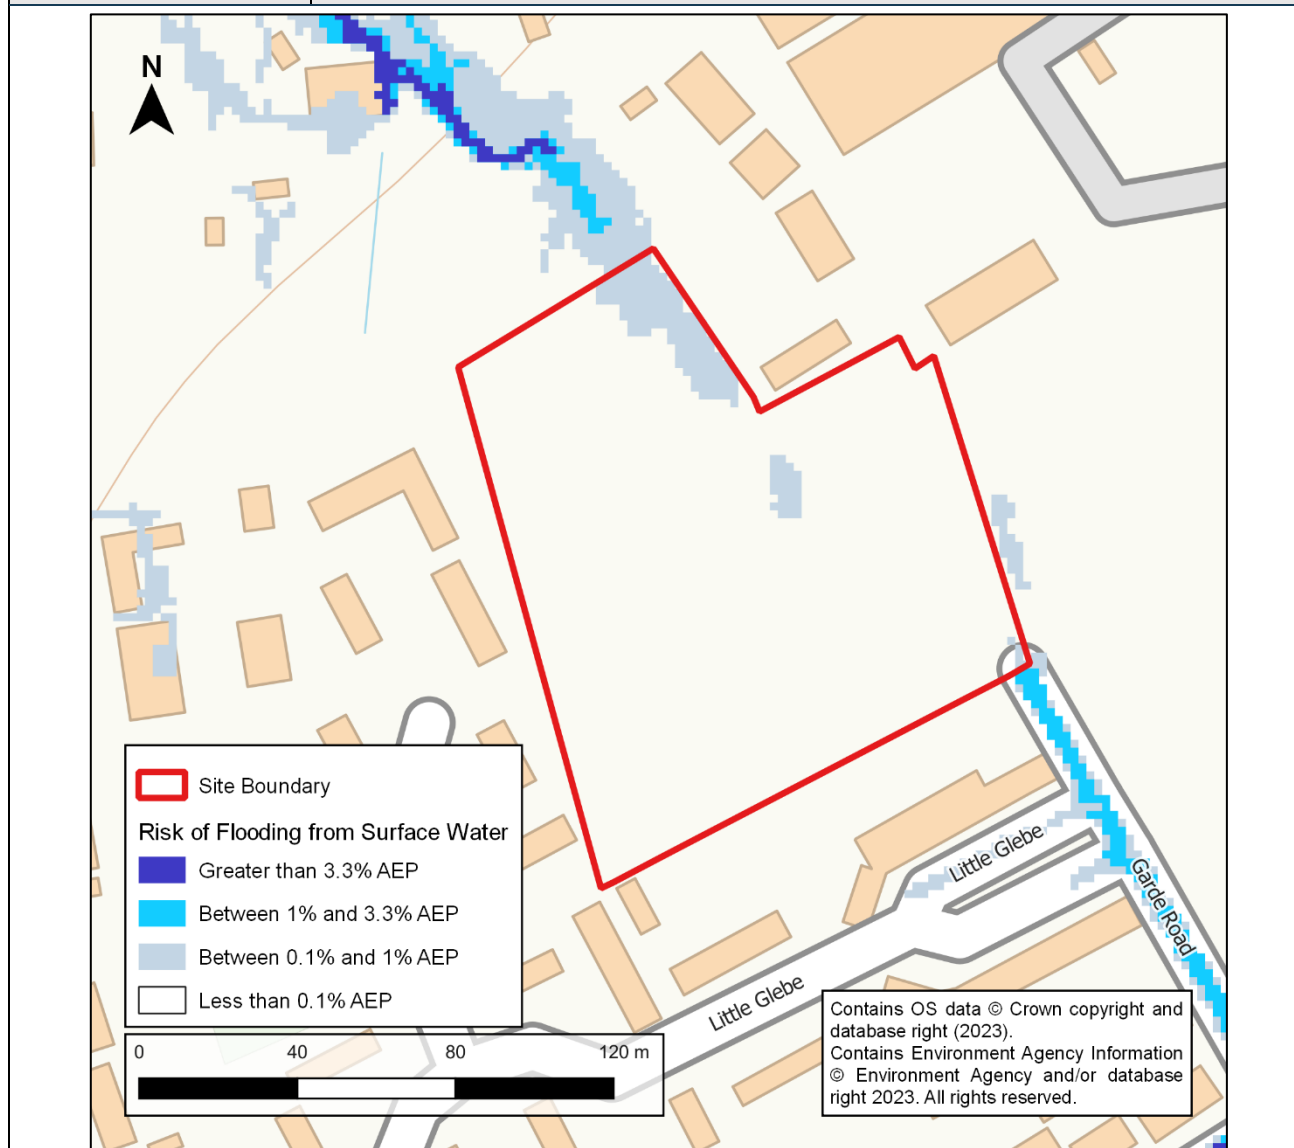 N
Little Glebe
Garde Road
Little Glebe
Site Boundary
Risk of Flooding from Surface Water
Greater than 3.3% AEP
Between 1% and 3.3% AEP
Between 0.1% and 1% AEP
Less than 0.1% AEP
0 40 80 120 m
Contains OS data © Crown copyright and
database right (2023).
Contains Environment Agency Information
© Environment Agency and/or database
right 2023. All rights reserved.